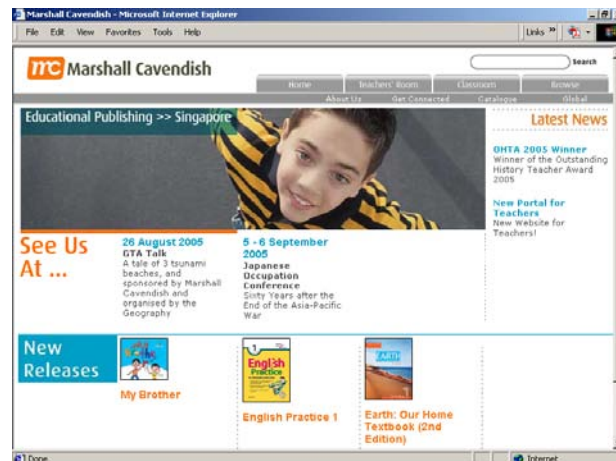 Marshall Cavendish - Microsoft Internet Explorer
File Edit View Favorites Tools Help
Links »
Search
mc Marshall Cavendish
Home Teachers' Room Classroom Browse
About Us Get Connected Catalogue Global
Educational Publishing >> Singapore
Latest News
OHTA 2005 Winner
Winner of the Outstanding
History Teacher Award
2005
New Portal for
Teachers
New Website for
Teachers!
See Us
At ...
26 August 2005
GTA Talk
A tale of 3 tsunami
beaches, and
sponsored by Marshall
Cavendish and
organised by the
Geography
5 - 6 September
2005
Japanese
Occupation
Conference
Sixty Years after the
End of the Asia-Pacific
War
New
Releases
My Brother
1
English
Practice
English Practice 1
EARTH
Earth: Our Home
Textbook (2nd
Edition)
Done
Internet